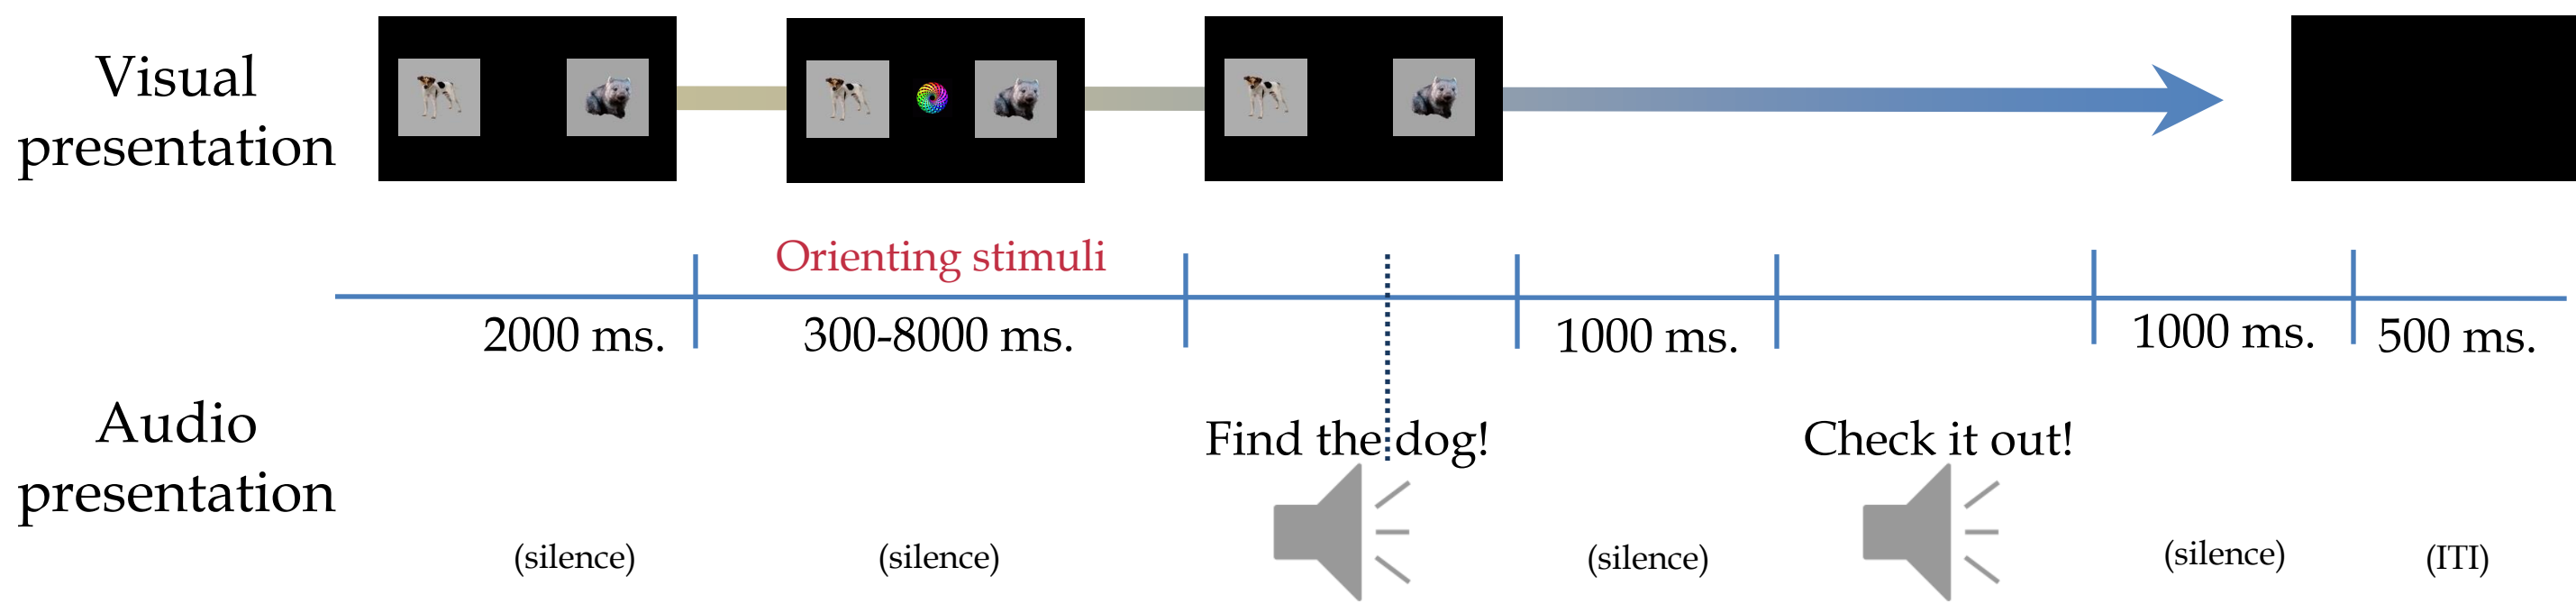 Visual
presentation
Orienting stimuli
2000 ms.
300-8000 ms.
1000 ms.
1000 ms.
500 ms.
Audio
presentation
Find the dog!
Check it out!
(silence)
(silence)
(silence)
(silence)
(ITI)